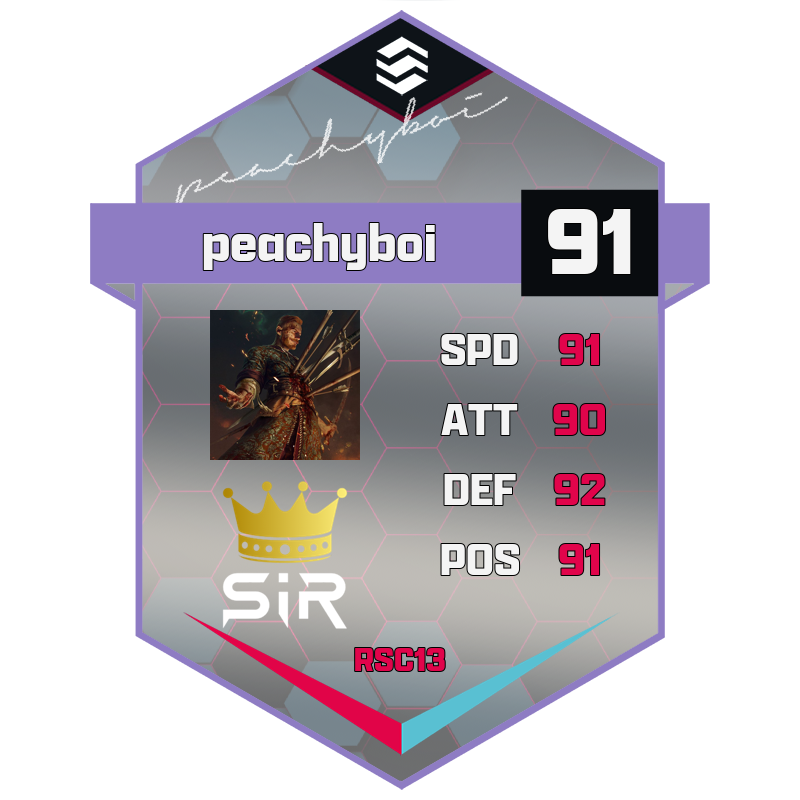 peachyboi
peachyboi 91
SPD 91
ATT 90
DEF 92
POS 91
SiR
RSC13